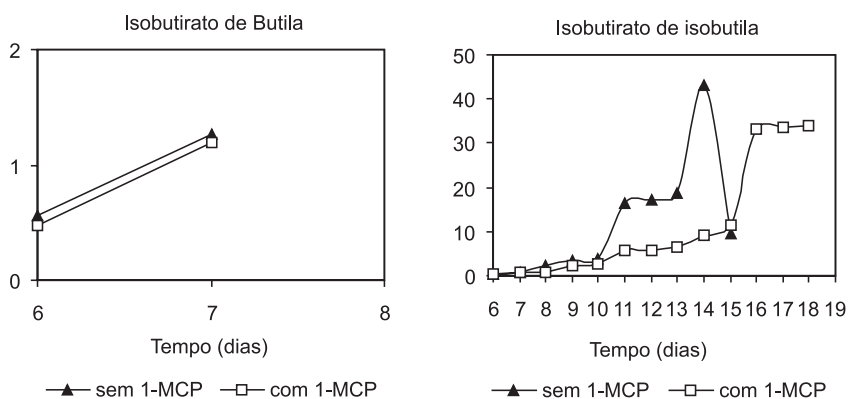 Isobutirato de Butila
2
1
0
6 7 8
Tempo (dias)
sem 1-MCP com 1-MCP
Isobutirato de isobutila
50
40
30
20
10
0
6 7 8 9 10 11 12 13 14 15 16 17 18 19
Tempo (dias)
sem 1-MCP com 1-MCP